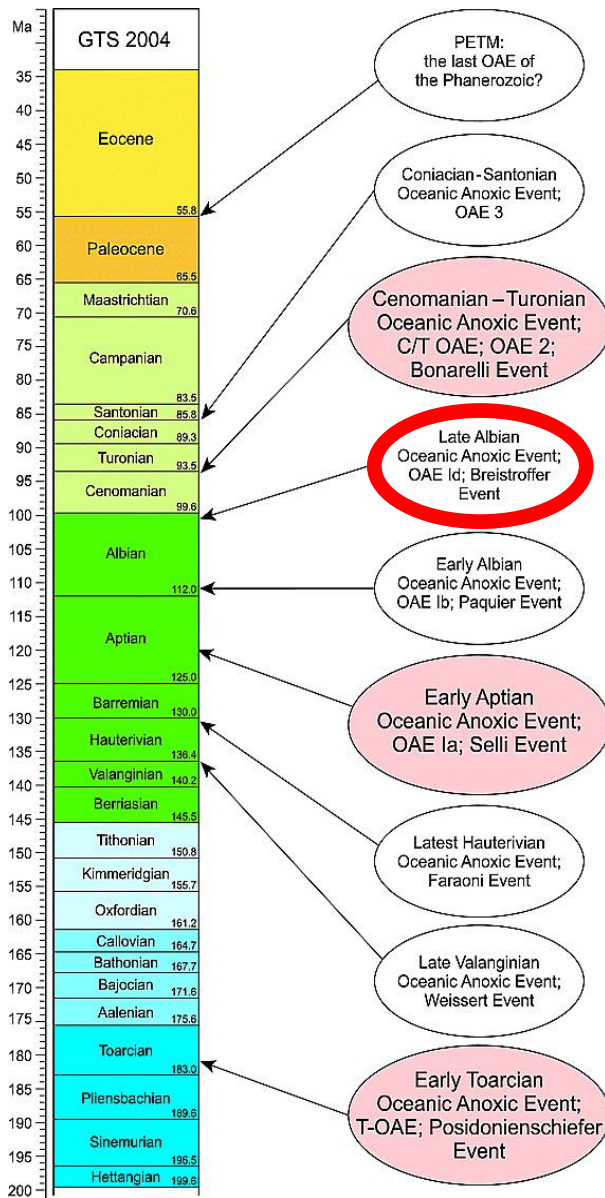 Ma
GTS 2004
35
40
45
50
55
60
65
70
75
80
85
90
95
100
105
110
115
120
125
130
135
140
145
150
155
160
165
170
175
180
185
190
195
200
Eocene
55.8
Paleocene
65.5
Maastrichtian
70.6
Campanian
83.5
Santonian
85.8
Coniacian
89.3
Turonian
93.5
Cenomanian
99.6
Albian
112.0
Aptian
125.0
Barremian
130.0
Hauterivian
136.4
Valanginian
140.2
Berriasian
145.5
Tithonian
150.8
Kimmeridgian
155.7
Oxfordian
161.2
Callovian
164.7
Bathonian
167.7
Bajocian
171.6
Aalenian
175.6
Toarcian
183.0
Pliensbachian
189.6
Sinemurian
196.5
Hettangian
199.6
PETM:
the last OAE of
the Phanerozoic?
Coniacian-Santonian
Oceanic Anoxic Event;
OAE 3
Cenomanian–Turonian
Oceanic Anoxic Event;
C/T OAE; OAE 2;
Bonarelli Event
Late Albian
Oceanic Anoxic Event;
OAE Id; Breistroffer
Event
Early Albian
Oceanic Anoxic Event;
OAE Ib; Paquier Event
Early Aptian
Oceanic Anoxic Event;
OAE Ia; Selli Event
Latest Hauterivian
Oceanic Anoxic Event;
Faraoni Event
Late Valanginian
Oceanic Anoxic Event;
Weissert Event
Early Toarcian
Oceanic Anoxic Event;
T-OAE; Posidonienschiefer
Event